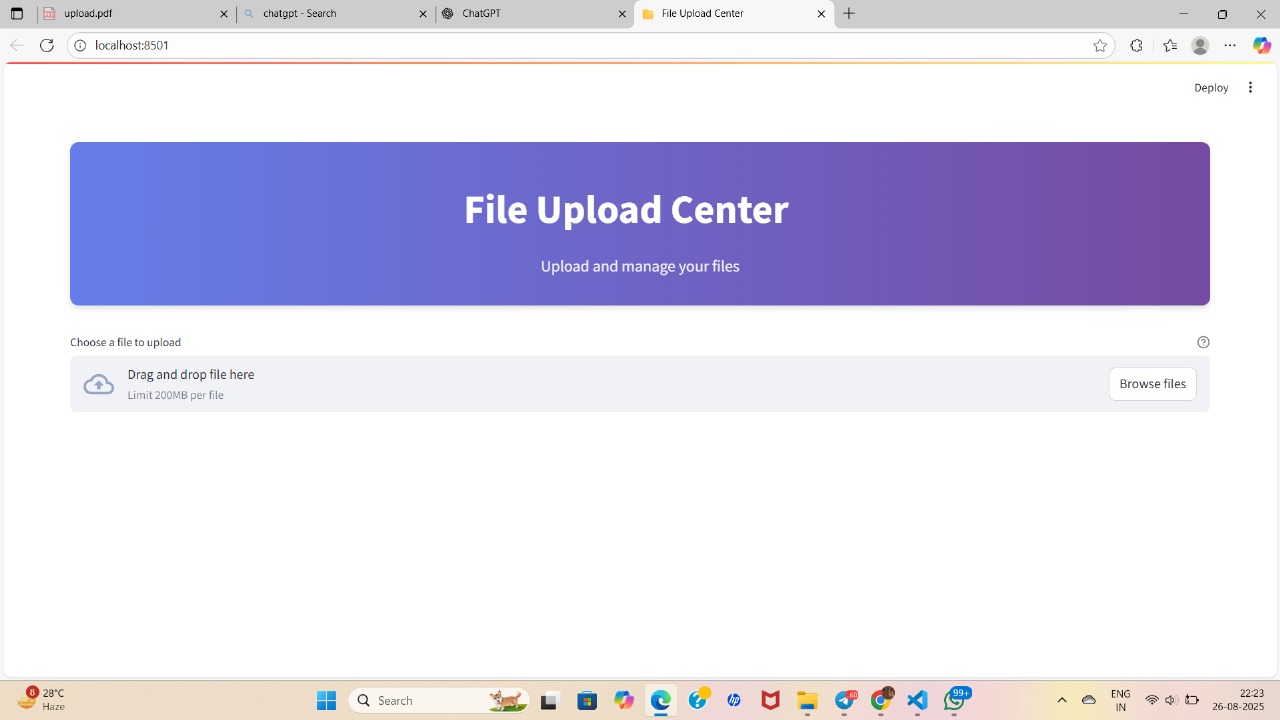 upload.pdf
chatgpt - Search
ChatGPT
File Upload Center
localhost:8501
Deploy
File Upload Center
Upload and manage your files
Choose a file to upload
Drag and drop file here
Limit 200MB per file
Browse files
8
28°C
Haze
Search
60
99+
ENG
IN
22:23
26-08-2025